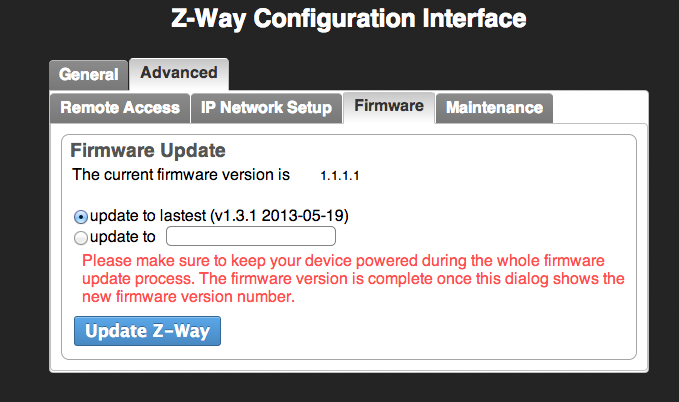 Z-Way Configuration Interface
General Advanced
Remote Access IP Network Setup Firmware Maintenance
Firmware Update
The current firmware version is 1.1.1.1
update to lastest (v1.3.1 2013-05-19)
update to
Please make sure to keep your device powered during the whole firmware
update process. The firmware version is complete once this dialog shows the
new firmware version number.
Update Z-Way